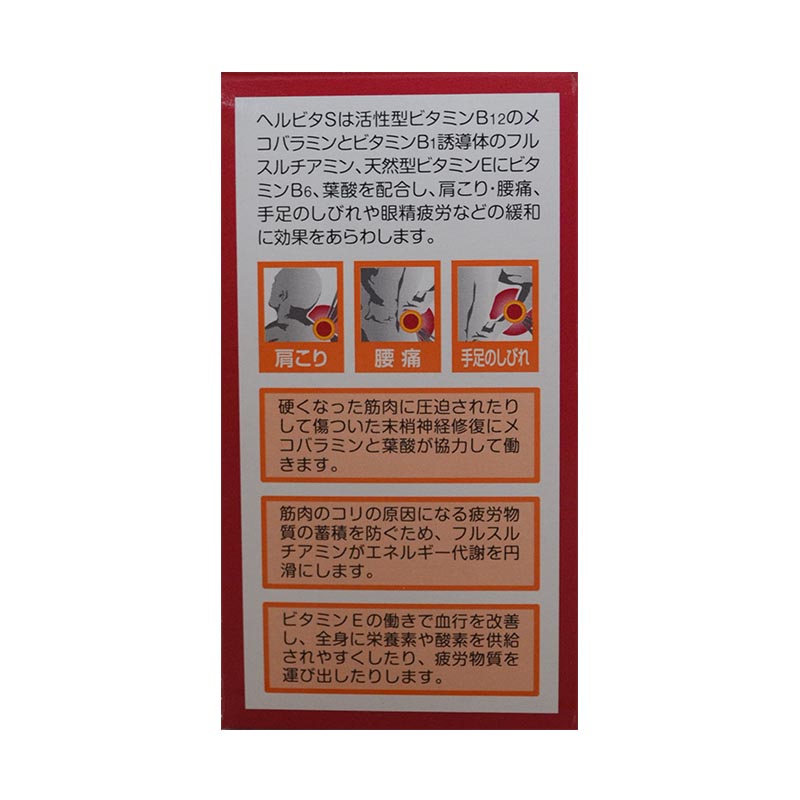 ヘルビタSは活性型ビタミンB12のメ
コバラミンとビタミンB1誘導体のフル
スルチアミン、天然型ビタミンEにビタ
ミンB6、葉酸を配合し、肩こり・腰痛、
手足のしびれや眼精疲労などの緩和
に効果をあらわします。
肩こり
腰痛
手足のしびれ
硬くなった筋肉に圧迫されたり
して傷ついた末梢神経修復にメ
コバラミンと葉酸が協力して働
きます。
筋肉のコリの原因になる疲労物
質の蓄積を防ぐため、フルスル
チアミンがエネルギー代謝を円
滑にします。
ビタミンEの働きで血行を改善
し、全身に栄養素や酸素を供給
されやすくしたり、疲労物質を
運び出したりします。